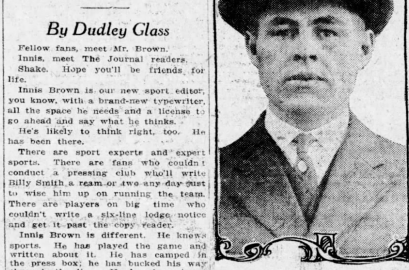 By Dudley Glass
Fellow fans, meet Mr. Brown.
Innis, meet The Journal readers.
Shake. Hope you'll be friends for
life.
Innis Brown is our new sport editor,
you know, with a brand-new typewriter,
all the space he needs and a license to
go ahead and say what he thinks.
He's likely to think right, too. He
has been there.
There are sport experts and expert
sports. There are fans who couldn't
conduct a pressing club who'll write
Billy Smith a ream or two any day just
to wise him up on running the team.
There are players on big time who
couldn't write a six-line lodge notice
and get it past the copy reader.
Innis Brown is different. He knows
sports. He has played the game and
written about it. He has camped in
the press box; he has bucked his way